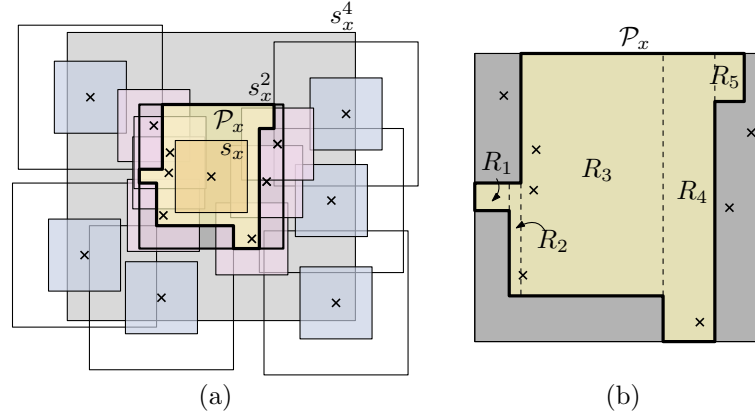 s_x^4
s_x^2
𝒫_x
s_x
(a)
𝒫_x
R_5
R_1
R_3
R_4
R_2
(b)